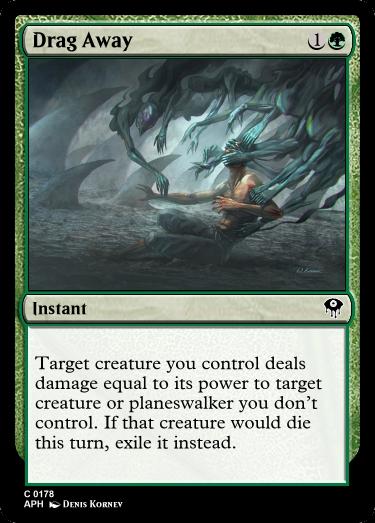 Drag Away
1
Instant
Target creature you control deals
damage equal to its power to target
creature or planeswalker you don't
control. If that creature would die
this turn, exile it instead.
C 0178
APH Denis Kornev